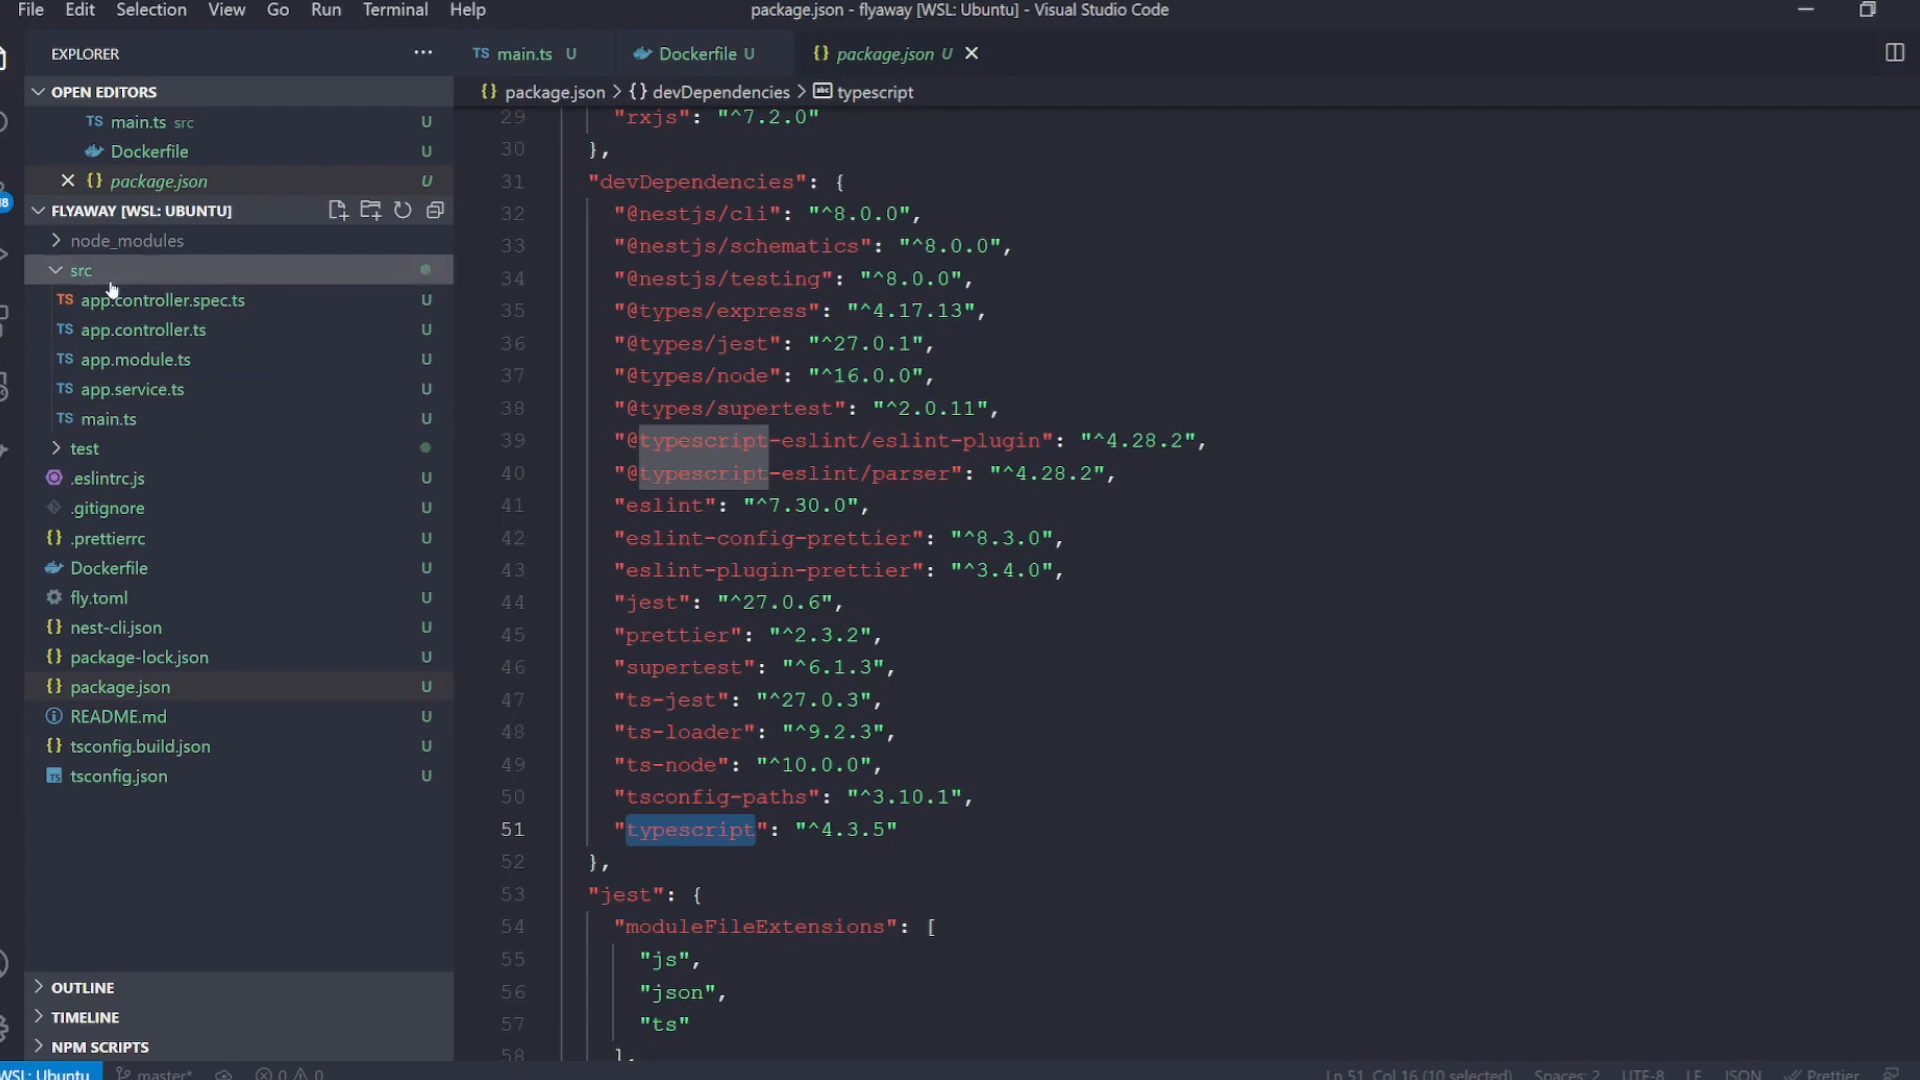 File Edit Selection View Go Run Terminal Help package.json - flyaway [WSL: Ubuntu] - Visual Studio Code
EXPLORER ···
OPEN EDITORS
TS main.ts src U
Dockerfile U
{} package.json U
FLYAWAY [WSL: UBUNTU]
node_modules
src
TS app.controller.spec.ts U
TS app.controller.ts U
TS app.module.ts U
TS app.service.ts U
TS main.ts U
test
.eslintrc.js U
.gitignore U
{} .prettierrc U
Dockerfile U
fly.toml U
{} nest-cli.json U
{} package-lock.json U
{} package.json U
README.md U
{} tsconfig.build.json U
TS tsconfig.json U
OUTLINE
TIMELINE
NPM SCRIPTS
TS main.ts U Dockerfile U {} package.json U
{} package.json > {} devDependencies > abc typescript
29 "rxjs": "^7.2.0"
30 },
31 "devDependencies": {
32 "@nestjs/cli": "^8.0.0",
33 "@nestjs/schematics": "^8.0.0",
34 "@nestjs/testing": "^8.0.0",
35 "@types/express": "^4.17.13",
36 "@types/jest": "^27.0.1",
37 "@types/node": "^16.0.0",
38 "@types/supertest": "^2.0.11",
39 "@typescript-eslint/eslint-plugin": "^4.28.2",
40 "@typescript-eslint/parser": "^4.28.2",
41 "eslint": "^7.30.0",
42 "eslint-config-prettier": "^8.3.0",
43 "eslint-plugin-prettier": "^3.4.0",
44 "jest": "^27.0.6",
45 "prettier": "^2.3.2",
46 "supertest": "^6.1.3",
47 "ts-jest": "^27.0.3",
48 "ts-loader": "^9.2.3",
49 "ts-node": "^10.0.0",
50 "tsconfig-paths": "^3.10.1",
51 "typescript": "^4.3.5"
52 },
53 "jest": {
54 "moduleFileExtensions": [
55 "js",
56 "json",
57 "ts"
58 ],
WSL: Ubuntu master* 0 0 Ln 51, Col 16 (10 selected) Spaces: 2 UTF-8 LF JSON Prettier